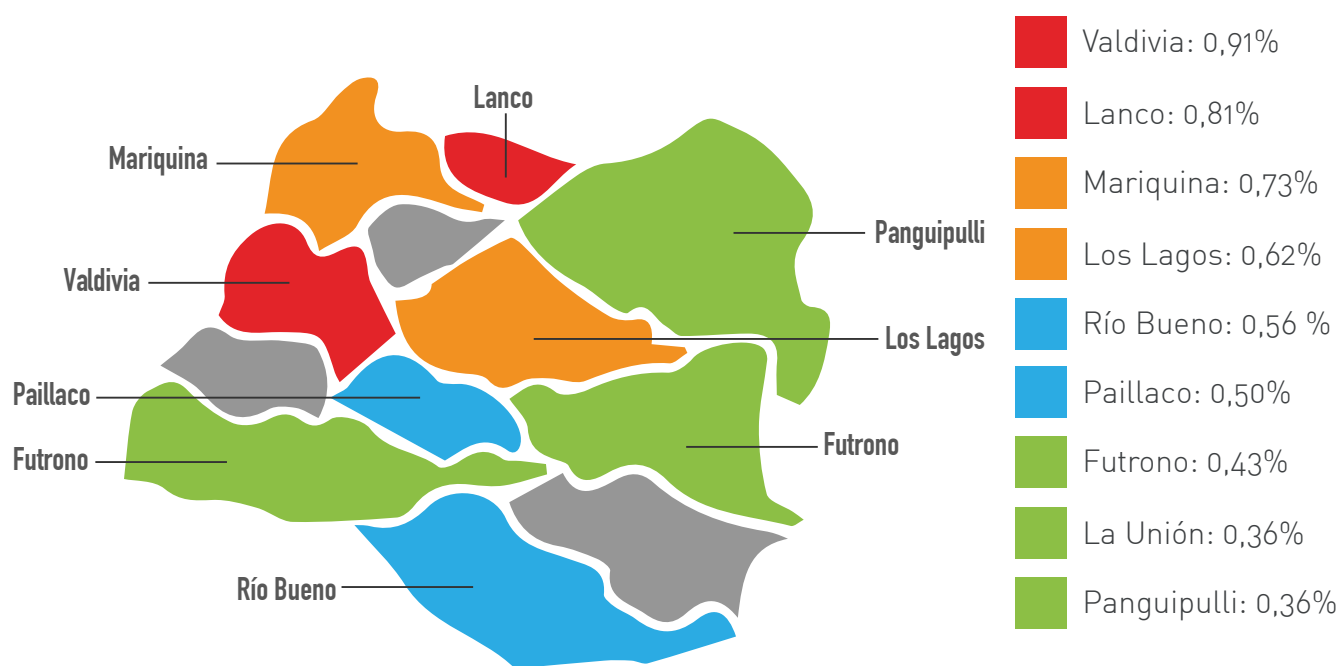 Lanco
Mariquina
Panguipulli
Valdivia
Los Lagos
Paillaco
Futrono
Futrono
Río Bueno
Valdivia: 0,91%
Lanco: 0,81%
Mariquina: 0,73%
Los Lagos: 0,62%
Río Bueno: 0,56 %
Paillaco: 0,50%
Futrono: 0,43%
La Unión: 0,36%
Panguipulli: 0,36%